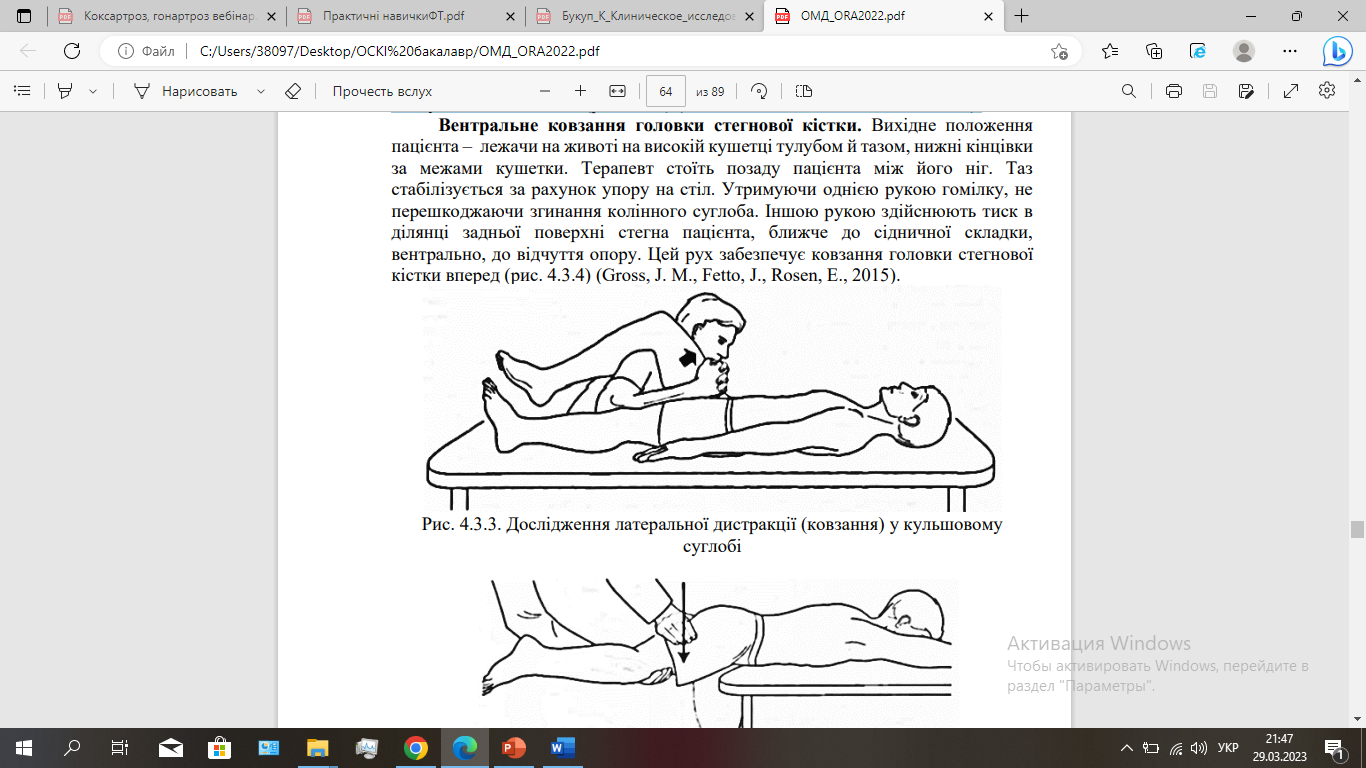 Коксартроз, гонартроз вебінар.
Практичні навичкиФТ.pdf
Букуп_К_Клиническое_исследов
ОМД_ORA2022.pdf
Файл
C:/Users/38097/Desktop/ОСКІ%20бакалавр/ОМД_ORA2022.pdf
Нарисовать
Прочесть вслух
64
из 89
Вентральне ковзання головки стегнової кістки. Вихідне положення
пацієнта – лежачи на животі на високій кушетці тулубом й тазом, нижні кінцівки
за межами кушетки. Терапевт стоїть позаду пацієнта між його ніг. Таз
стабілізується за рахунок упору на стіл. Утримуючи однією рукою гомілку, не
перешкоджаючи згинання колінного суглоба. Іншою рукою здійснюють тиск в
ділянці задньої поверхні стегна пацієнта, ближче до сідничної складки,
вентрально, до відчуття опору. Цей рух забезпечує ковзання головки стегнової
кістки вперед (рис. 4.3.4) (Gross, J. M., Fetto, J., Rosen, E., 2015).
Рис. 4.3.3. Дослідження латеральної дистракції (ковзання) у кульшовому
суглобі
Активация Windows
Чтобы активировать Windows, перейдите в
раздел "Параметры".
УКР
21:47
29.03.2023
1